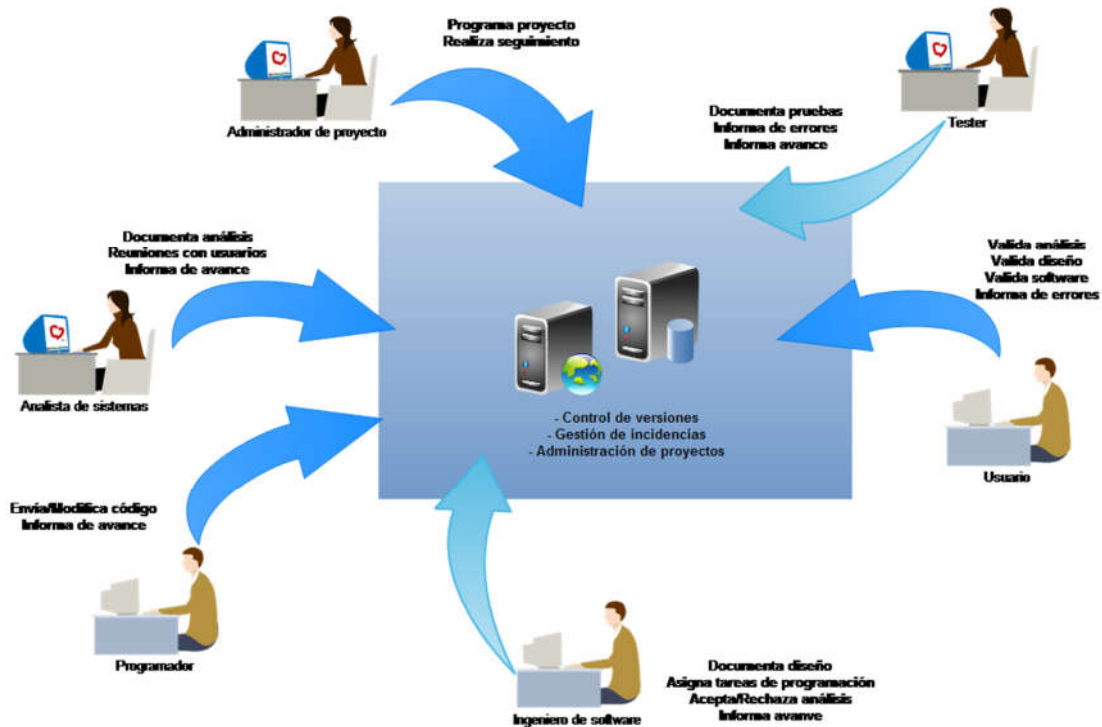 Programa proyecto
Realiza seguimiento
Administrador de proyecto
Documenta pruebas
Informa de errores
Informa avance
Tester
Documenta análisis
Reuniones con usuarios
Informa de avance
Analista de sistemas
Valida análisis
Valida diseño
Valida software
Informa de errores
Usuario
- Control de versiones
- Gestión de incidencias
- Administración de proyectos
Envía/Modifica código
Informa de avance
Programador
Ingeniero de software
Documenta diseño
Asigna tareas de programación
Acepta/Rechaza análisis
Informa avanve